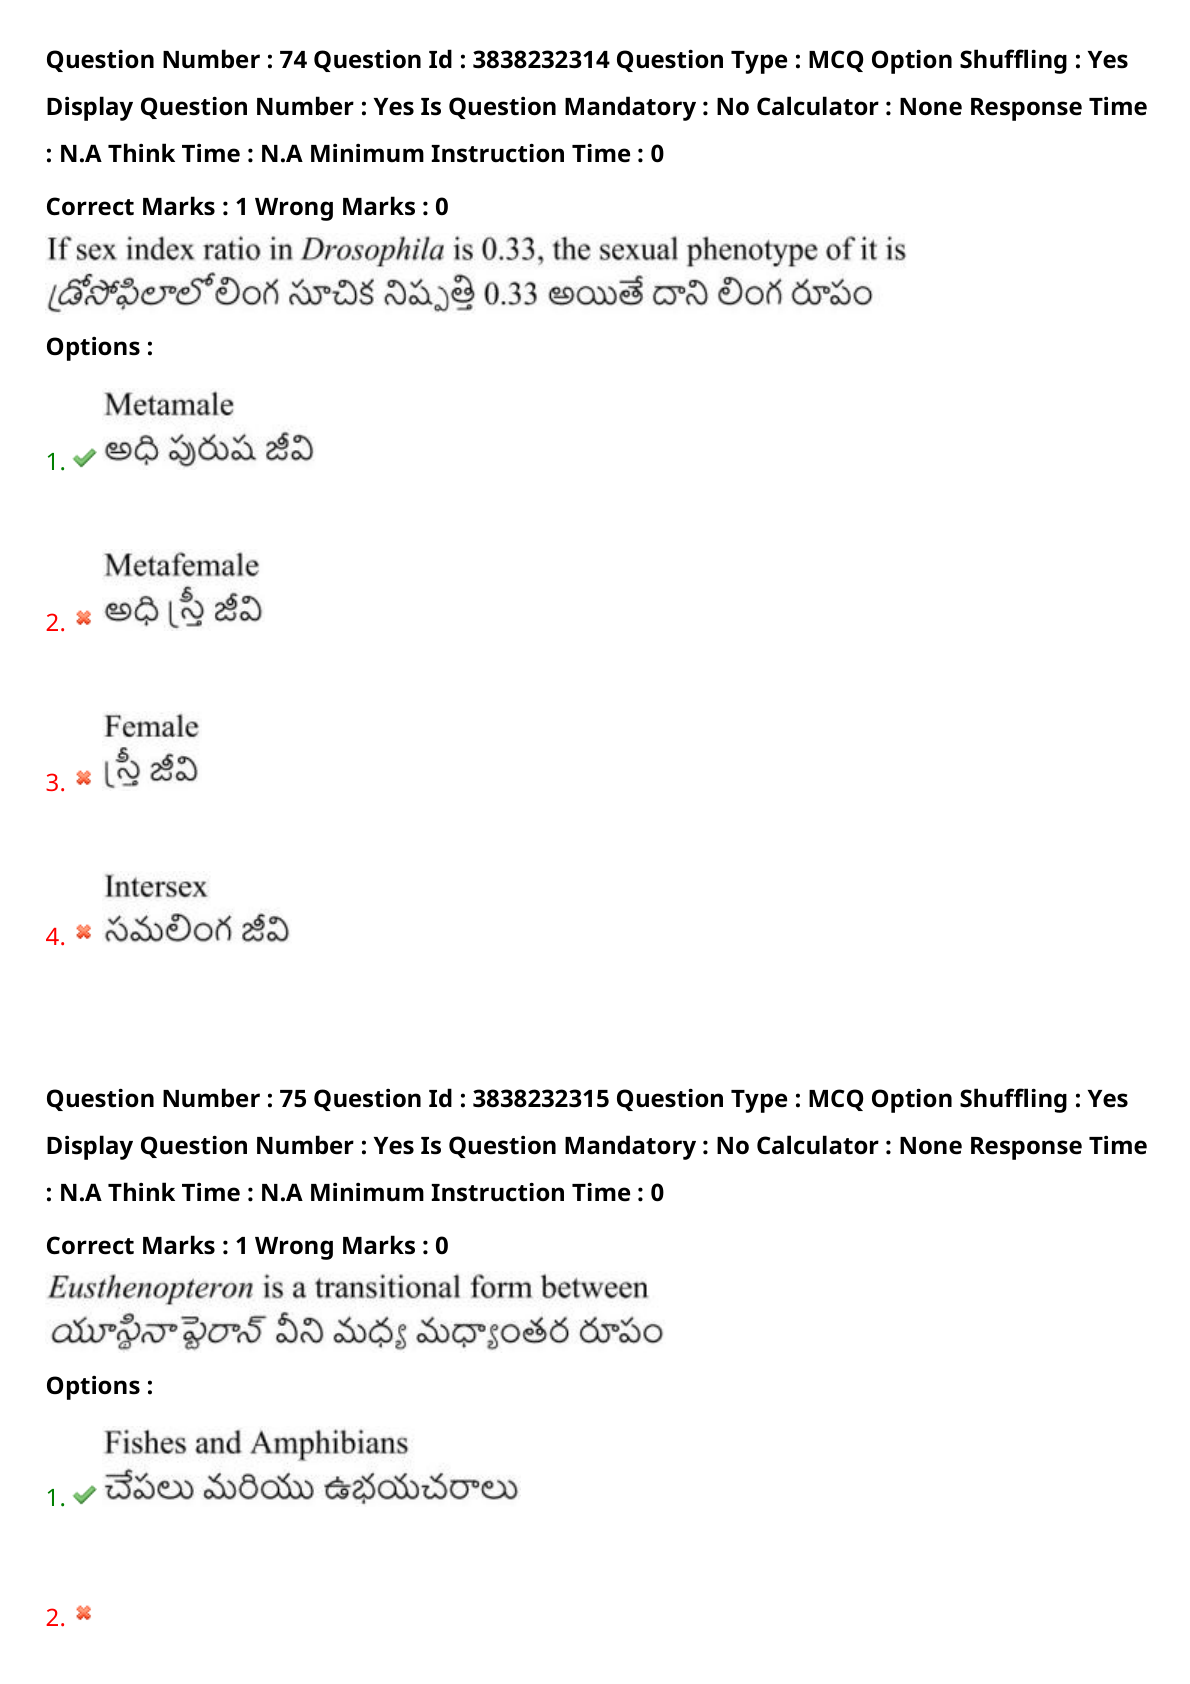 Question Number : 74 Question Id : 3838232314 Question Type : MCQ Option Shuffling : Yes
Display Question Number : Yes Is Question Mandatory : No Calculator : None Response Time
: N.A Think Time : N.A Minimum Instruction Time : 0
Correct Marks : 1 Wrong Marks : 0
If sex index ratio in Drosophila is 0.33, the sexual phenotype of it is
డ్రోసోఫిలాలో లింగ సూచిక నిష్పత్తి 0.33 అయితే దాని లింగ రూపం
Options :
Metamale
1. అధి పురుష జీవి
Metafemale
2. అధి స్త్రీ జీవి
Female
3. స్త్రీ జీవి
Intersex
4. సమలింగ జీవి
Question Number : 75 Question Id : 3838232315 Question Type : MCQ Option Shuffling : Yes
Display Question Number : Yes Is Question Mandatory : No Calculator : None Response Time
: N.A Think Time : N.A Minimum Instruction Time : 0
Correct Marks : 1 Wrong Marks : 0
Eusthenopteron is a transitional form between
యూస్థినాప్టెరాన్ వీని మధ్య మధ్యాంతర రూపం
Options :
Fishes and Amphibians
1. చేపలు మరియు ఉభయచరాలు
2.